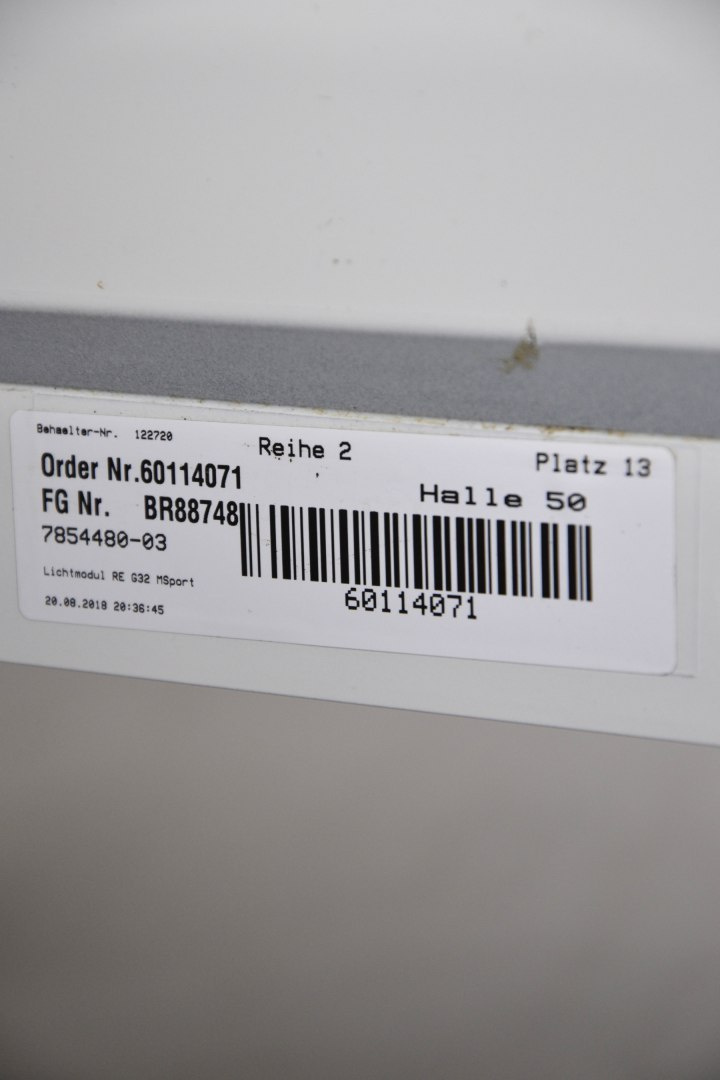 Behaelter-Nr. 122720
Reihe 2
Platz 13
Order Nr.60114071
Halle 50
FG Nr. BR88748
7854480-03
Lichtmodul RE G32 MSport
60114071
20.08.2018 20:36:45